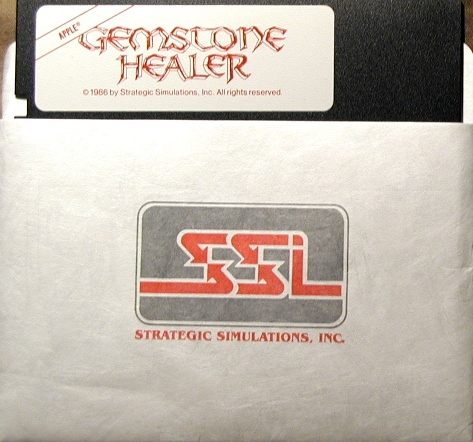 APPLE®
GEMSTONE
HEALER
© 1986 by Strategic Simulations, Inc. All rights reserved.
SSI
STRATEGIC SIMULATIONS, INC.